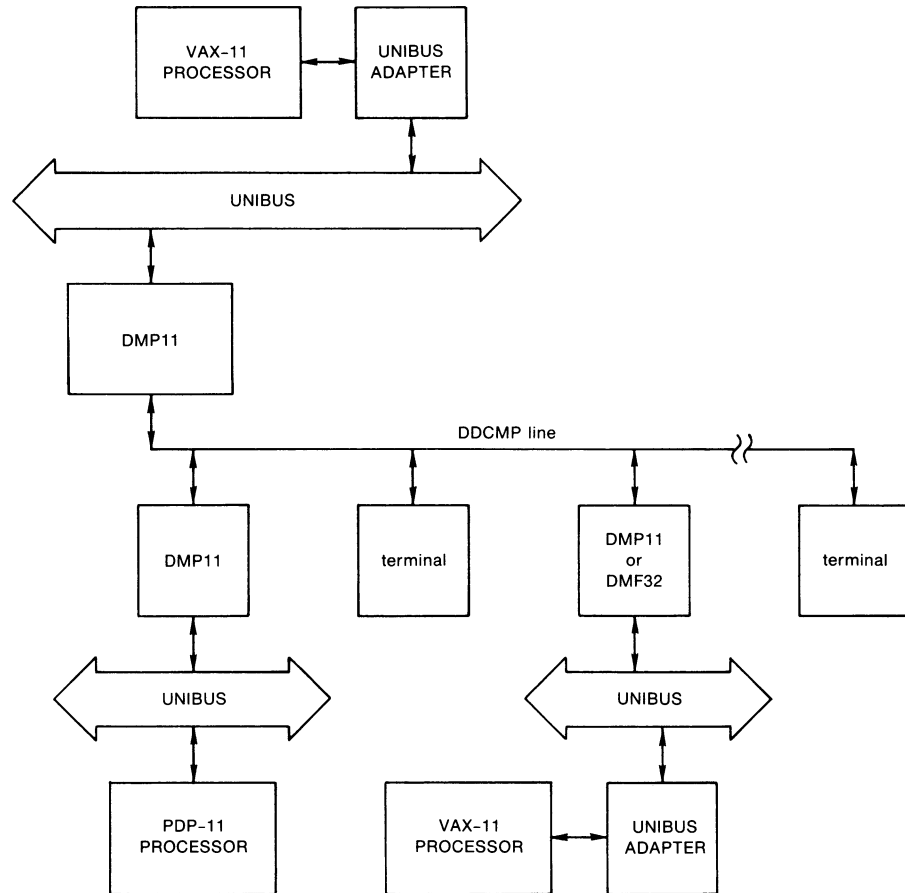 VAX-11
PROCESSOR
UNIBUS
ADAPTER
UNIBUS
DMP11
DDCMP line
DMP11
terminal
DMP11
or
DMF32
terminal
UNIBUS
UNIBUS
PDP-11
PROCESSOR
VAX-11
PROCESSOR
UNIBUS
ADAPTER